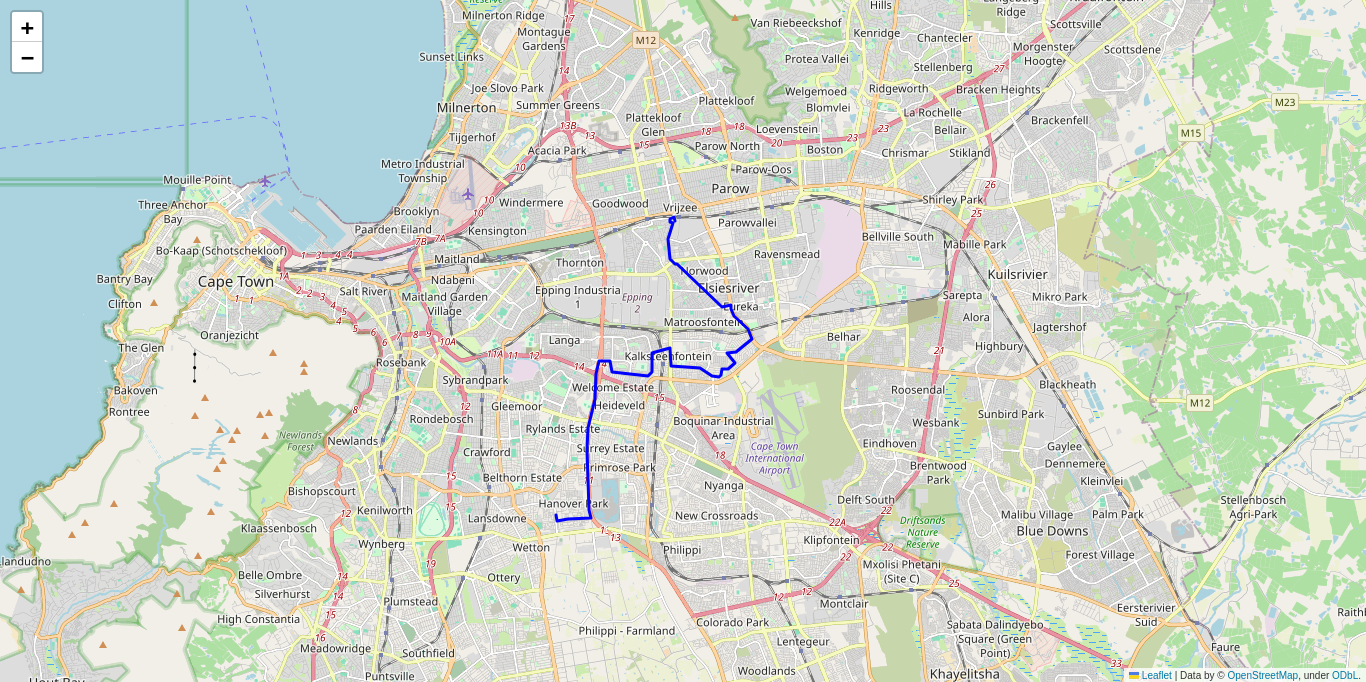 +
−
Milnerton Ridge
Montague
Gardens
M12
Van Riebeeckshof
Hills
Ridge
Scottsville
Kenridge
Chantecler
Morgenster
Hoogte
Scottsdene
Sunset Links
Protea Vallei
Stellenberg
Joe Slovo Park
Welgemoed
Ridgeworth
Bracken Heights
Blomvlei
Milnerton
Summer Greens
Plattekloof
M23
Plattekloof
Glen
La Rochelle
Brackenfell
Tijgerhof
Loevenstein
Bellair
M15
Acacia Park
Parow North
Boston
Chrismar
Stikland
Metro Industrial
Township
Parow-Oos
Mouille Point
Parow
Three Anchor
Bay
Windermere
Goodwood
Vrijzee
Shirley Park
Brooklyn
Paarden Eiland
Kensington
Parowvallei
Bellville South
Mabille Park
Bo-Kaap (Schotschekloof)
Maitland
Ravensmead
Thornton
Norwood
Kuilsrivier
Bantry Bay
Cape Town
Ndabeni
Salt River
Maitland Garden
Village
Epping Industria
1
Epping
2
Elsiesriver
Sarepta
Mikro Park
Clifton
Eureka
Oranjezicht
Matroosfontein
Alora
Jagtershof
The Glen
Langa
Belhar
Highbury
Rosebank
Kalksteenfontein
Bakoven
Sybrandpark
Welcome Estate
Roosendal
Blackheath
Rontree
Gleemoor
Heideveld
M12
Rondebosch
Boquinar Industrial
Area
Sunbird Park
Wesbank
Newlands
Forest
Newlands
Rylands Estate
Cape Town
International
Airport
Eindhoven
Gaylee
Crawford
Surrey Estate
Dennemere
Primrose Park
Brentwood
Park
Kleinvlei
Belthorn Estate
Bishopscourt
Nyanga
Delft South
Stellenbosch
Agri-Park
Hanover Park
Kenilworth
Malibu Village
Palm Park
Klaassenbosch
Lansdowne
New Crossroads
22A
Driftsands
Nature
Reserve
Blue Downs
Wynberg
Wetton
Philippi
Klipfontein
Forest Village
Mxolisi Phetani
(Site C)
Belle Ombre
Ottery
Silverhurst
Plumstead
Montclair
Eersterivier
Suid
High Constantia
Colorado Park
Sabata Dalindyebo
Square (Green
Point)
Philippi - Farmland
Meadowridge
Southfield
Lentegeur
Faure
Woodlands
Khayelitsha
Puntsville
Leaflet | Data by © OpenStreetMap, under ODbL.